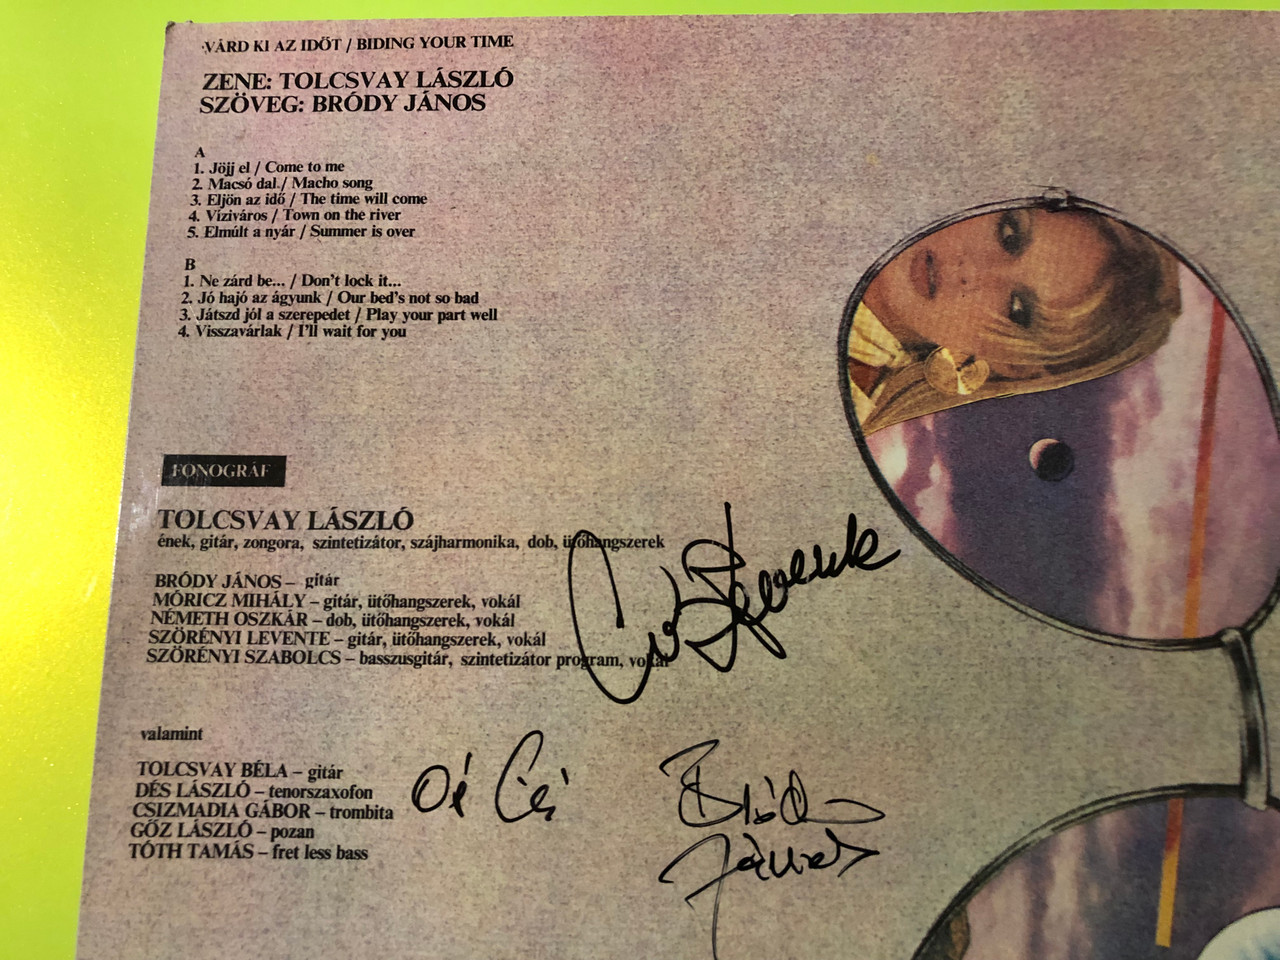 VÁRD KI AZ IDŐT / BIDING YOUR TIME
ZENE: TOLCSVAY LÁSZLÓ
SZÖVEG: BRÓDY JÁNOS
A
1. Jöjj el / Come to me
2. Macsó dal / Macho song
3. Eljön az idő / The time will come
4. Víziváros / Town on the river
5. Elmúlt a nyár / Summer is over
B
1. Ne zárd be... / Don't lock it...
2. Jó hajó az ágyunk / Our bed's not so bad
3. Játszd jól a szerepedet / Play your part well
4. Visszavárlak / I'll wait for you
FONOGRÁF
TOLCSVAY LÁSZLÓ
ének, gitár, zongora, szintetizátor, szájharmonika, dob, ütőhangszerek
BRÓDY JÁNOS – gitár
MÓRICZ MIHÁLY – gitár, ütőhangszerek, vokál
NÉMETH OSZKÁR – dob, ütőhangszerek, vokál
SZÖRÉNYI LEVENTE – gitár, ütőhangszerek, vokál
SZÖRÉNYI SZABOLCS – basszusgitár, szintetizátor program, vokál
valamint
TOLCSVAY BÉLA – gitár
DÉS LÁSZLÓ – tenorszaxofon
CSIZMADIA GÁBOR – trombita
GŐZ LÁSZLÓ – pozan
TÓTH TAMÁS – fret less bass
Bródy
János